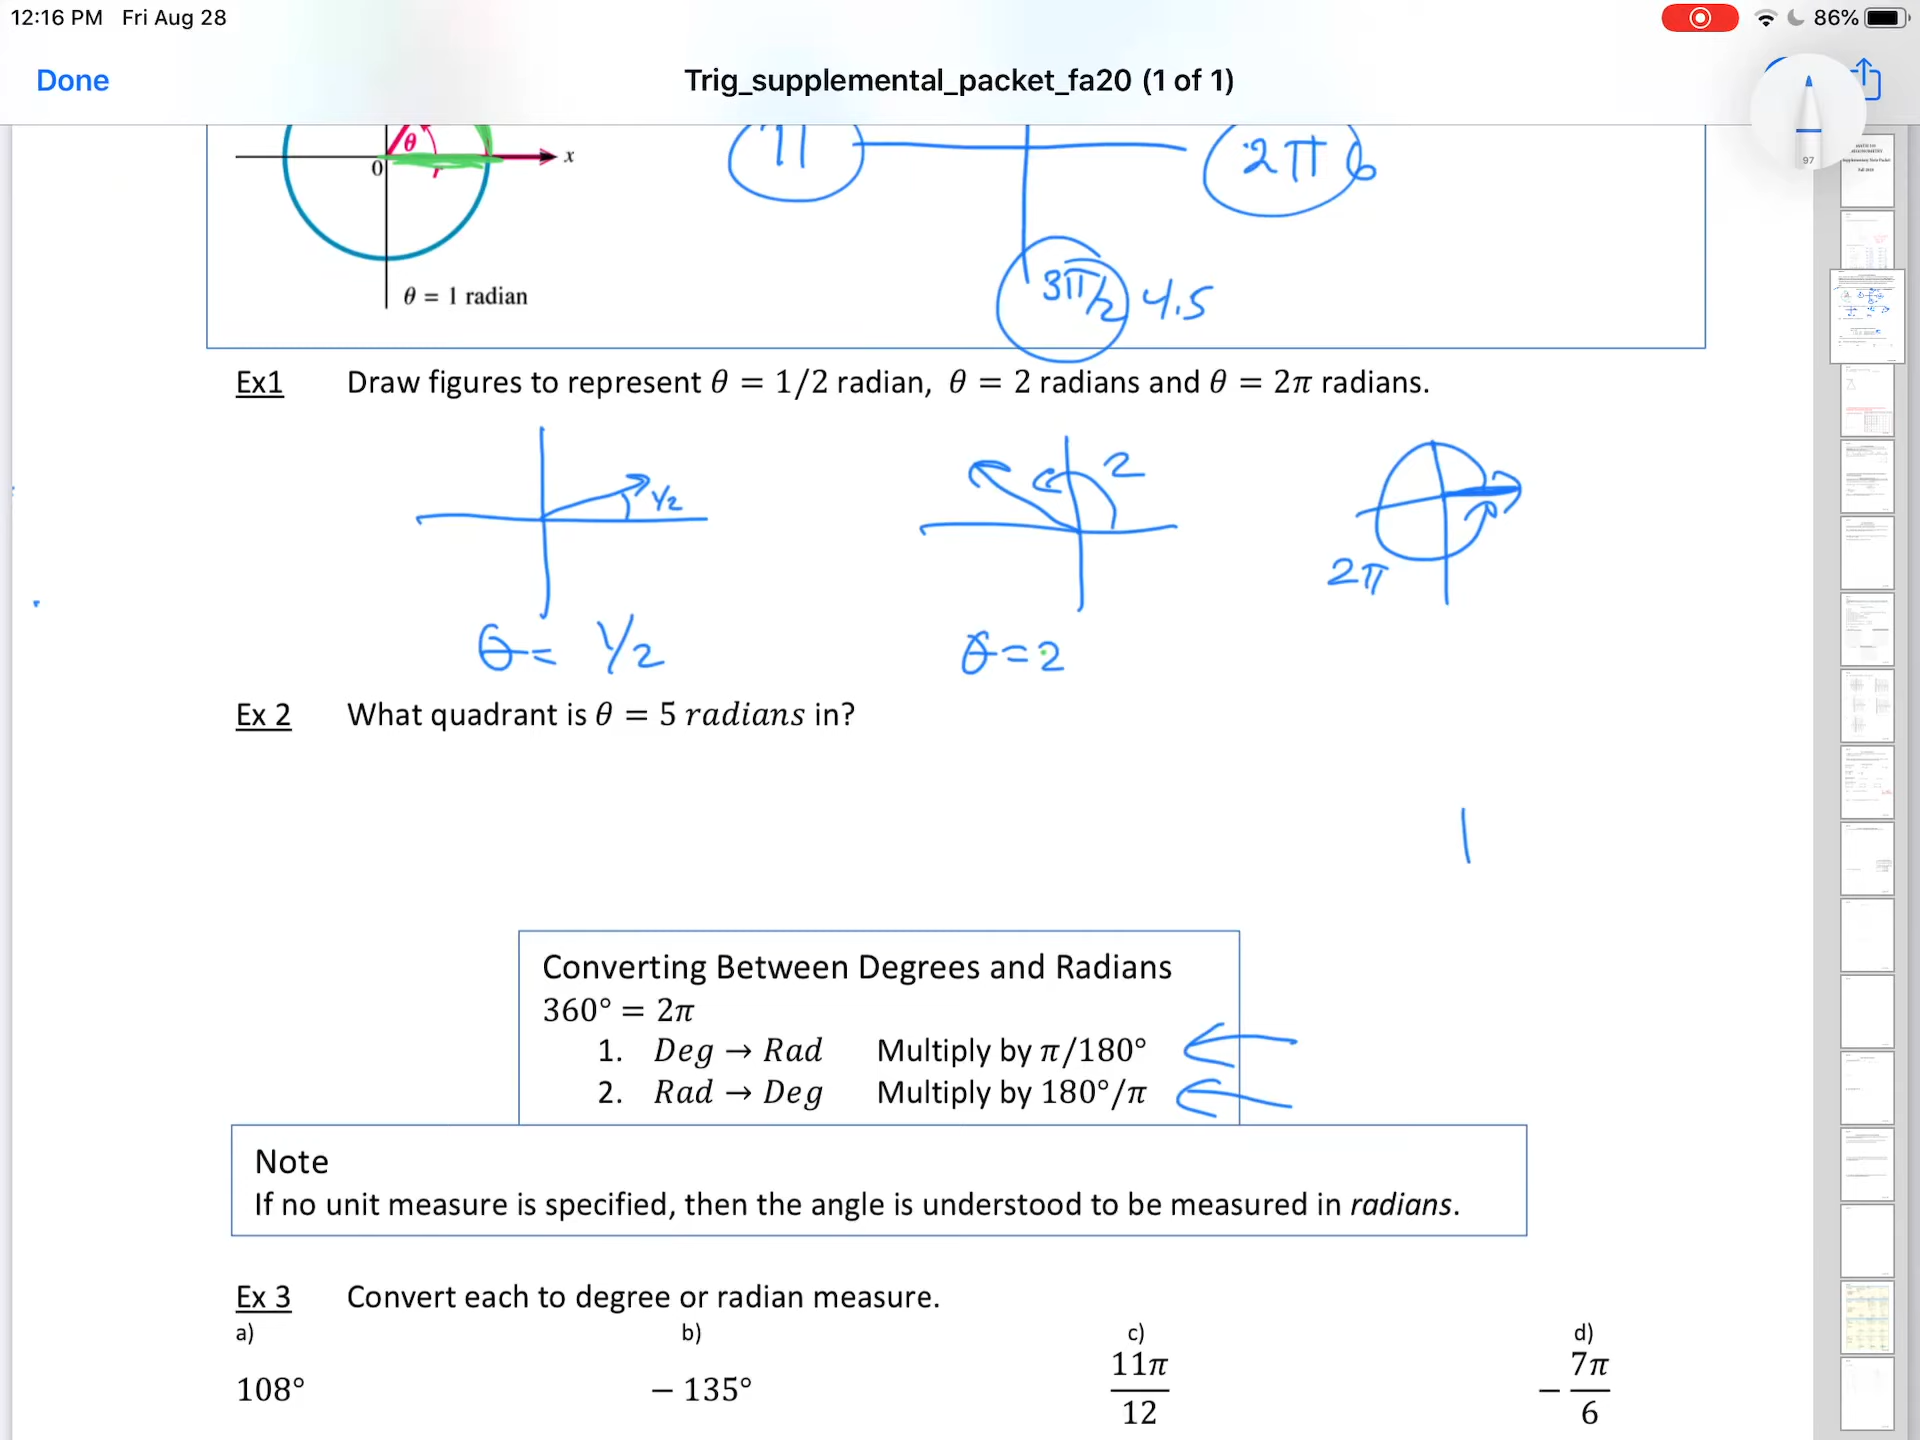 12:16 PM Fri Aug 28
86%
Done
Trig_supplemental_packet_fa20 (1 of 1)
97
θ
0
r
x
π
2π 6
3π/2 4.5
θ = 1 radian
Ex1 Draw figures to represent θ = 1/2 radian, θ = 2 radians and θ = 2π radians.
1/2
2
2π
θ = 1/2
θ = 2
Ex 2 What quadrant is θ = 5 radians in?
Converting Between Degrees and Radians
360° = 2π
1. Deg → Rad Multiply by π/180°
2. Rad → Deg Multiply by 180°/π
Note
If no unit measure is specified, then the angle is understood to be measured in radians.
Ex 3 Convert each to degree or radian measure.
a) b) c) d)
108° − 135° 11π/12 − 7π/6